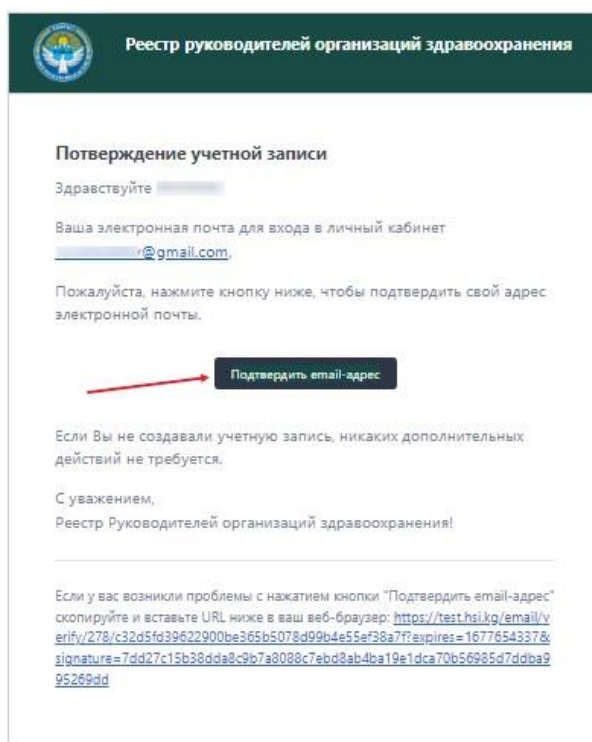 Реестр руководителей организаций здравоохранения
Потверждение учетной записи
Здравствуйте
Ваша электронная почта для входа в личный кабинет
@gmail.com.
Пожалуйста, нажмите кнопку ниже, чтобы подтвердить свой адрес
электронной почты.
Подтвердить email-адрес
Если Вы не создавали учетную запись, никаких дополнительных
действий не требуется.
С уважением,
Реестр Руководителей организаций здравоохранения!
Если у вас возникли проблемы с нажатием кнопки "Подтвердить email-адрес"
скопируйте и вставьте URL ниже в ваш веб-браузер: https://test.hsi.kg/email/v
erify/278/c32d5fd39622900be365b5078d99b4e55ef38a7f?expires=1677654337&
signature=7dd27c15b38dda8c9b7a8088c7ebd8ab4ba19e1dca70b56985d7ddba9
95269dd